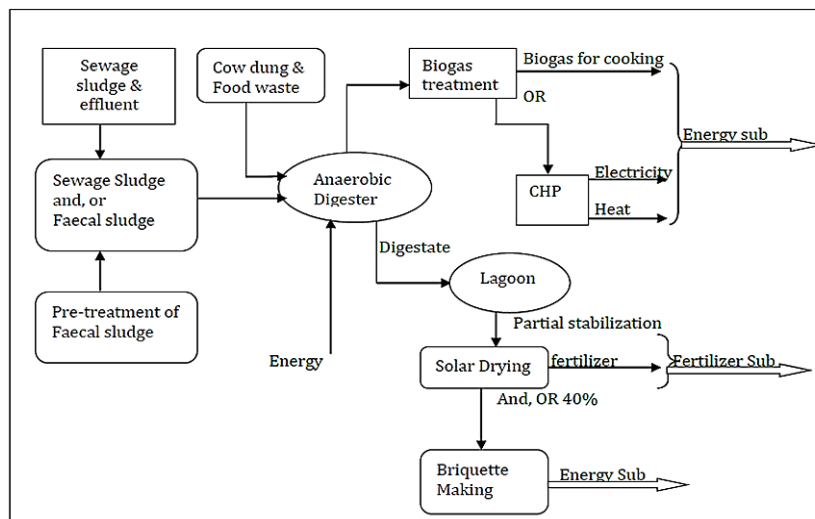 Sewage
sludge &
effluent
Cow dung &
Food waste
Biogas
treatment
Biogas for cooking
OR
Energy sub
Sewage Sludge
and, or
Faecal sludge
Anaerobic
Digester
CHP
Electricity
Heat
Digestate
Lagoon
Pre-treatment of
Faecal sludge
Energy
Partial stabilization
Solar Drying
fertilizer
Fertilizer Sub
And, OR 40%
Briquette
Making
Energy Sub